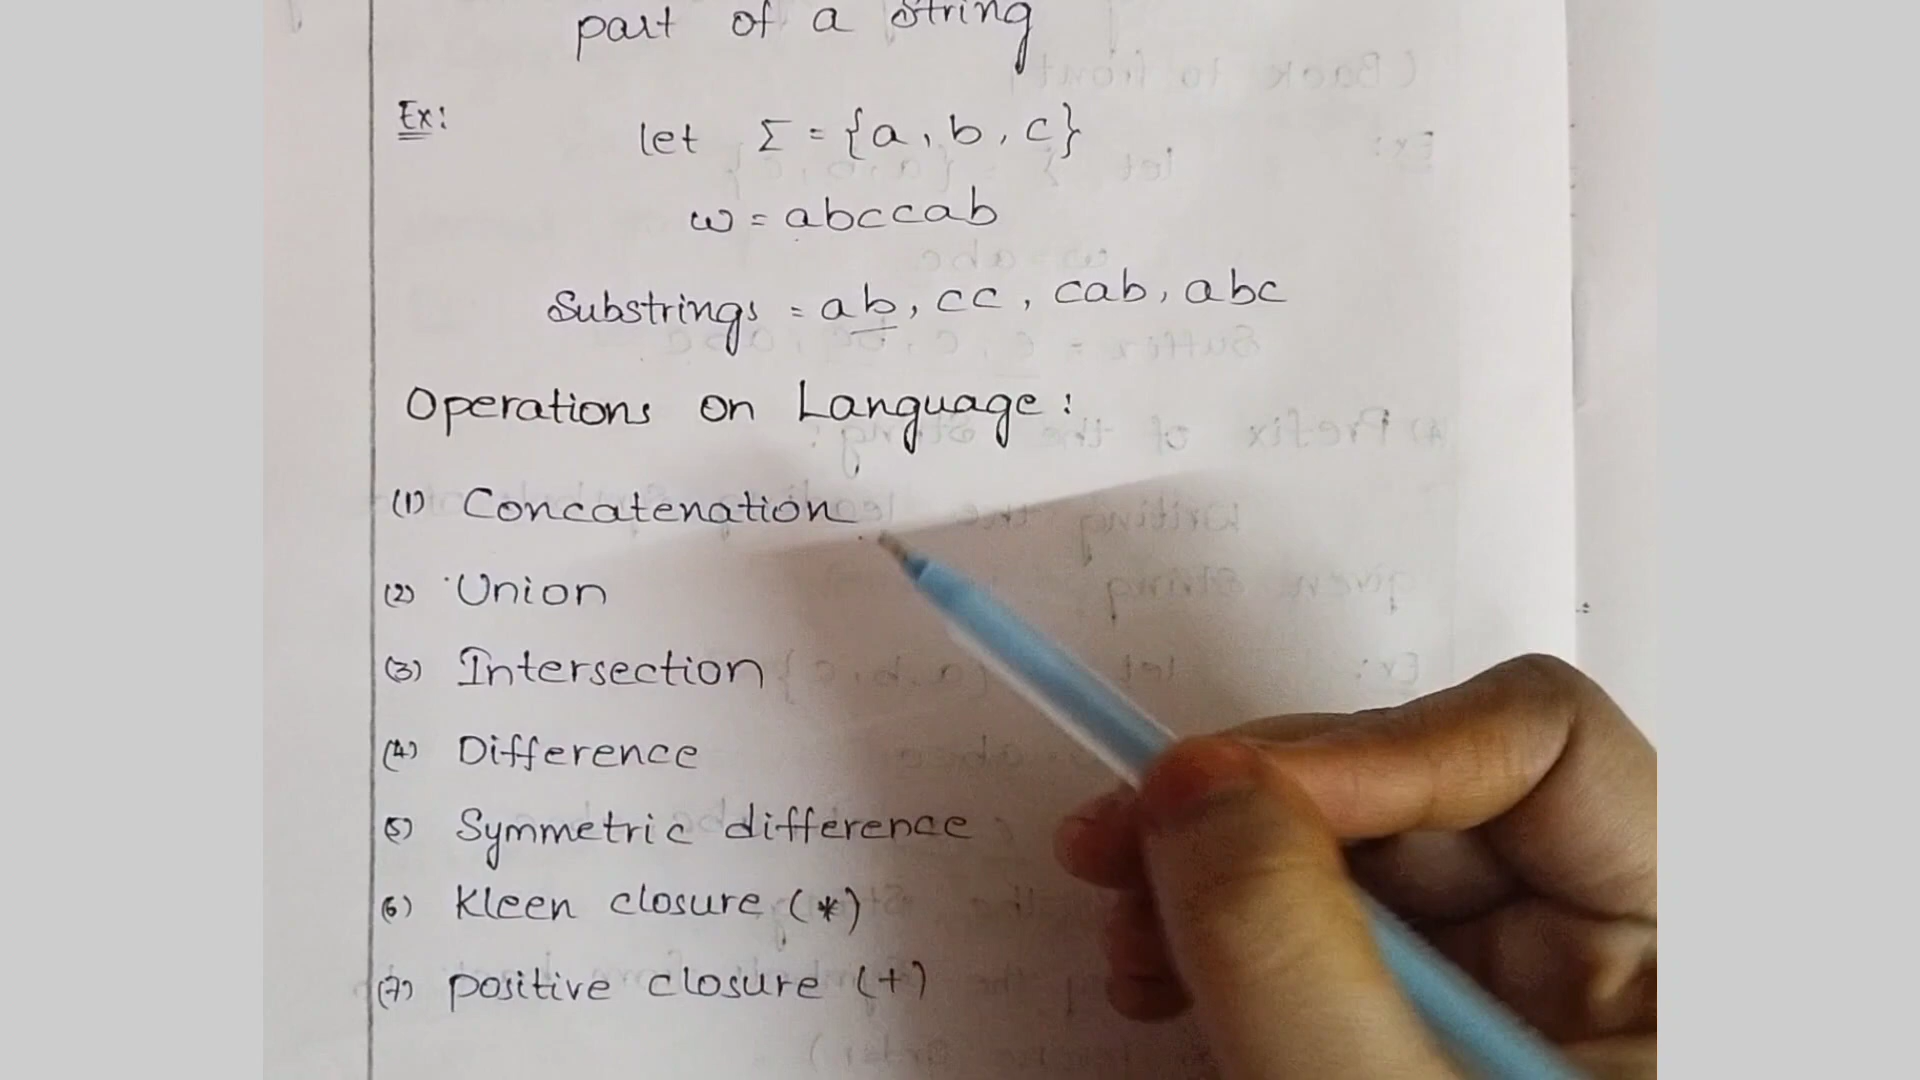 part of a string
Ex:
let Σ = {a, b, c}
w = abccab
Substrings = ab, cc, cab, abc
Operations on Language:
(1) Concatenation
(2) Union
(3) Intersection
(4) Difference
(5) Symmetric difference
(6) Kleen closure (*)
(7) positive closure (+)